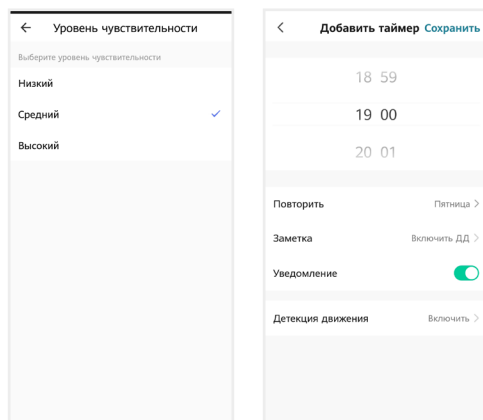 Уровень чувствительности
Выберите уровень чувствительности
Низкий
Средний
Высокий
Добавить таймер Сохранить
18 59
19 00
20 01
Повторить Пятница
Заметка Включить ДД
Уведомление
Детекция движения Включить